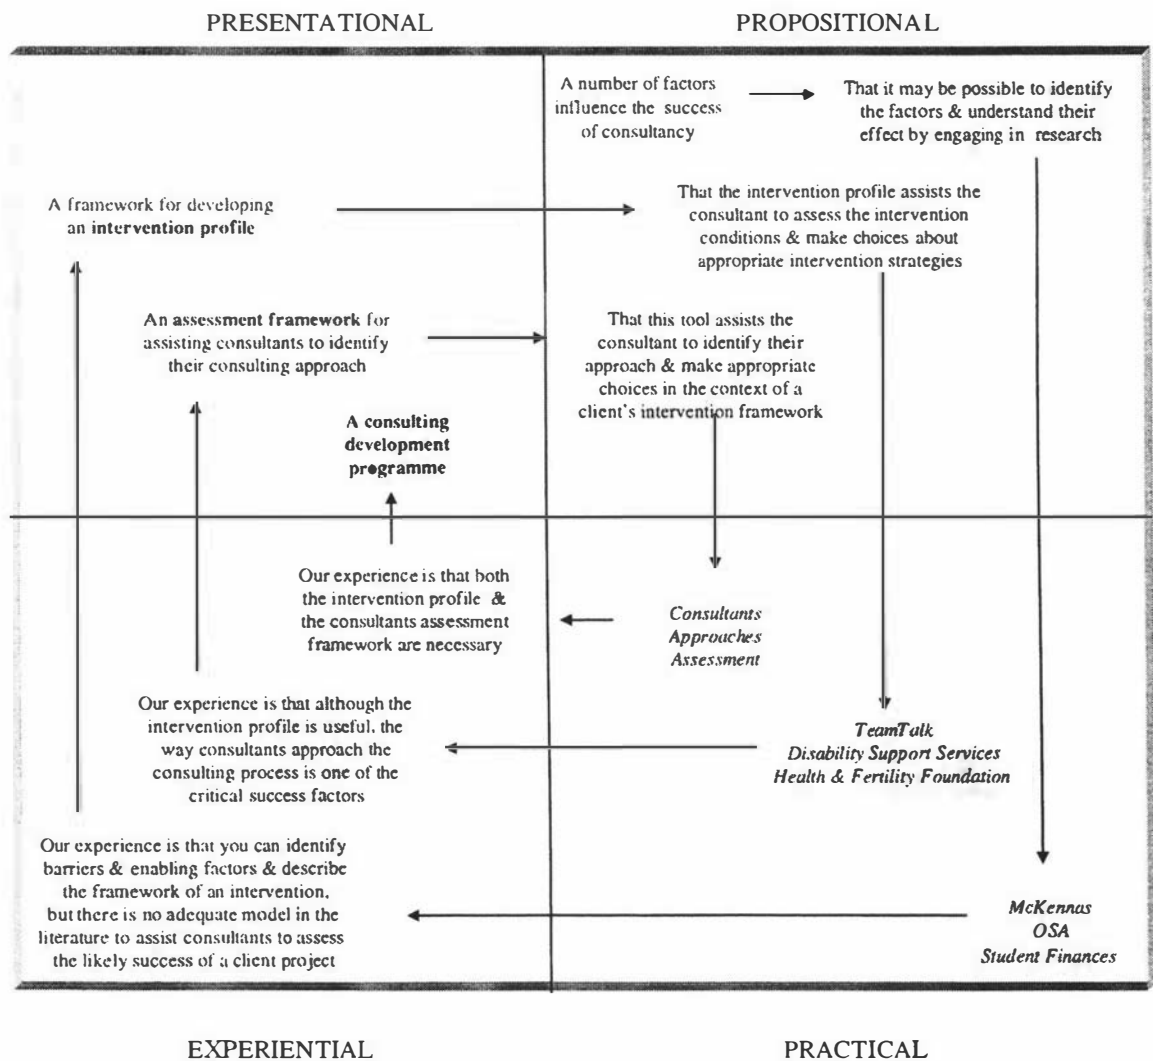 PRESENTATIONAL
PROPOSITIONAL
A number of factors
influence the success
of consultancy
That it may be possible to identify
the factors & understand their
effect by engaging in research
A framework for developing
an intervention profile
That the intervention profile assists the
consultant to assess the intervention
conditions & make choices about
appropriate intervention strategies
An assessment framework for
assisting consultants to identify
their consulting approach
That this tool assists the
consultant to identify their
approach & make appropriate
choices in the context of a
client's intervention framework
A consulting
development
programme
Our experience is that both
the intervention profile &
the consultants assessment
framework are necessary
Consultants
Approaches
Assessment
Our experience is that although the
intervention profile is useful, the
way consultants approach the
consulting process is one of the
critical success factors
TeamTalk
Disability Support Services
Health & Fertility Foundation
Our experience is that you can identify
barriers & enabling factors & describe
the framework of an intervention,
but there is no adequate model in the
literature to assist consultants to assess
the likely success of a client project
McKennas
OSA
Student Finances
EXPERIENTIAL
PRACTICAL